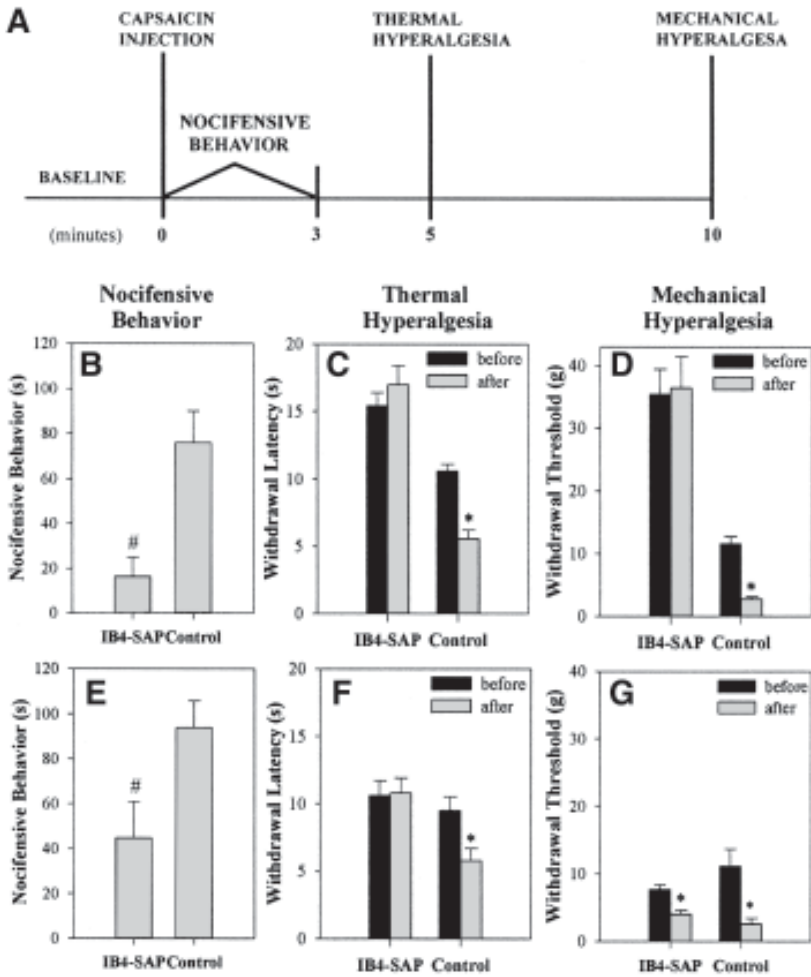 A
CAPSAICIN
INJECTION
THERMAL
HYPERALGESIA
MECHANICAL
HYPERALGESA
NOCIFENSIVE
BEHAVIOR
BASELINE
(minutes)
0
3
5
10
Nocifensive
Behavior
Thermal
Hyperalgesia
Mechanical
Hyperalgesia
B
Nocifensive Behavior (s)
120
100
80
60
40
20
0
#
IB4-SAP Control
C
Withdrawal Latency (s)
20
15
10
5
0
before
after
*
IB4-SAP Control
D
Withdrawal Threshold (g)
40
30
20
10
0
before
after
*
IB4-SAP Control
E
Nocifensive Behavior (s)
120
100
80
60
40
20
0
#
IB4-SAP Control
F
Withdrawal Latency (s)
20
15
10
5
0
before
after
*
IB4-SAP Control
G
Withdrawal Threshold (g)
40
30
20
10
0
before
after
*
*
IB4-SAP Control